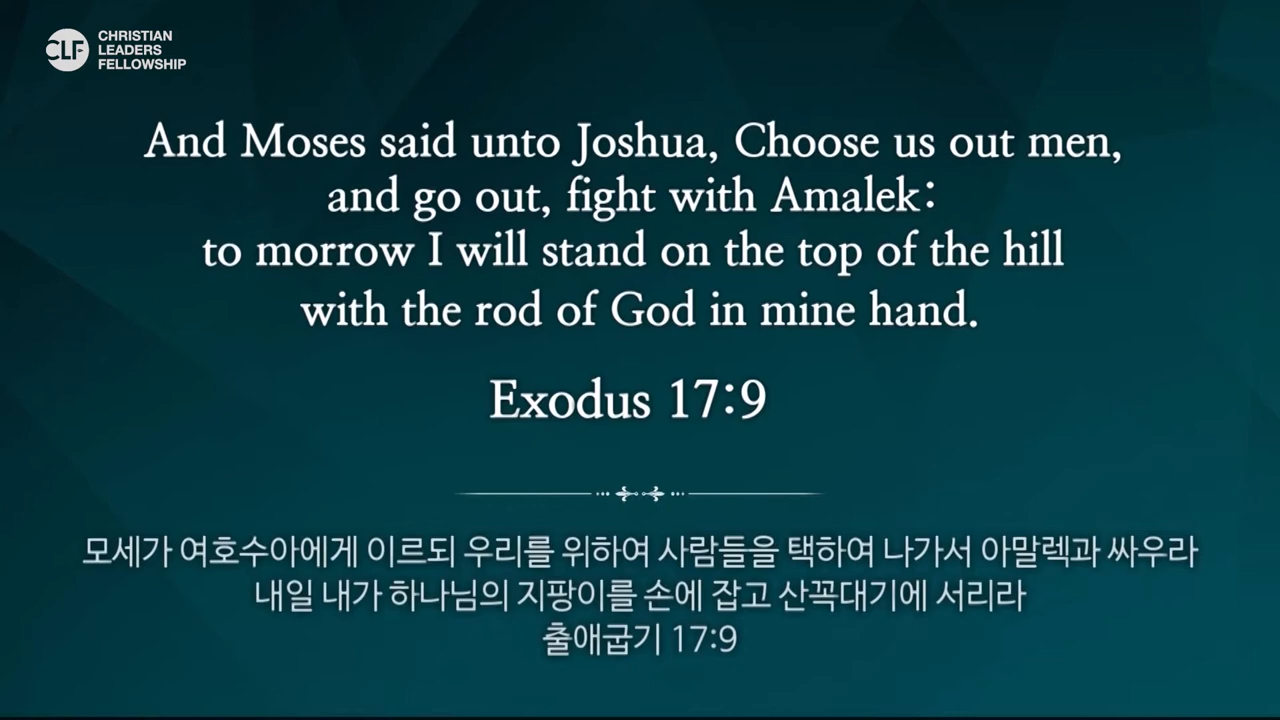 CLF
CHRISTIAN
LEADERS
FELLOWSHIP
And Moses said unto Joshua, Choose us out men,
and go out, fight with Amalek:
to morrow I will stand on the top of the hill
with the rod of God in mine hand.
Exodus 17:9
모세가 여호수아에게 이르되 우리를 위하여 사람들을 택하여 나가서 아말렉과 싸우라
내일 내가 하나님의 지팡이를 손에 잡고 산꼭대기에 서리라
출애굽기 17:9